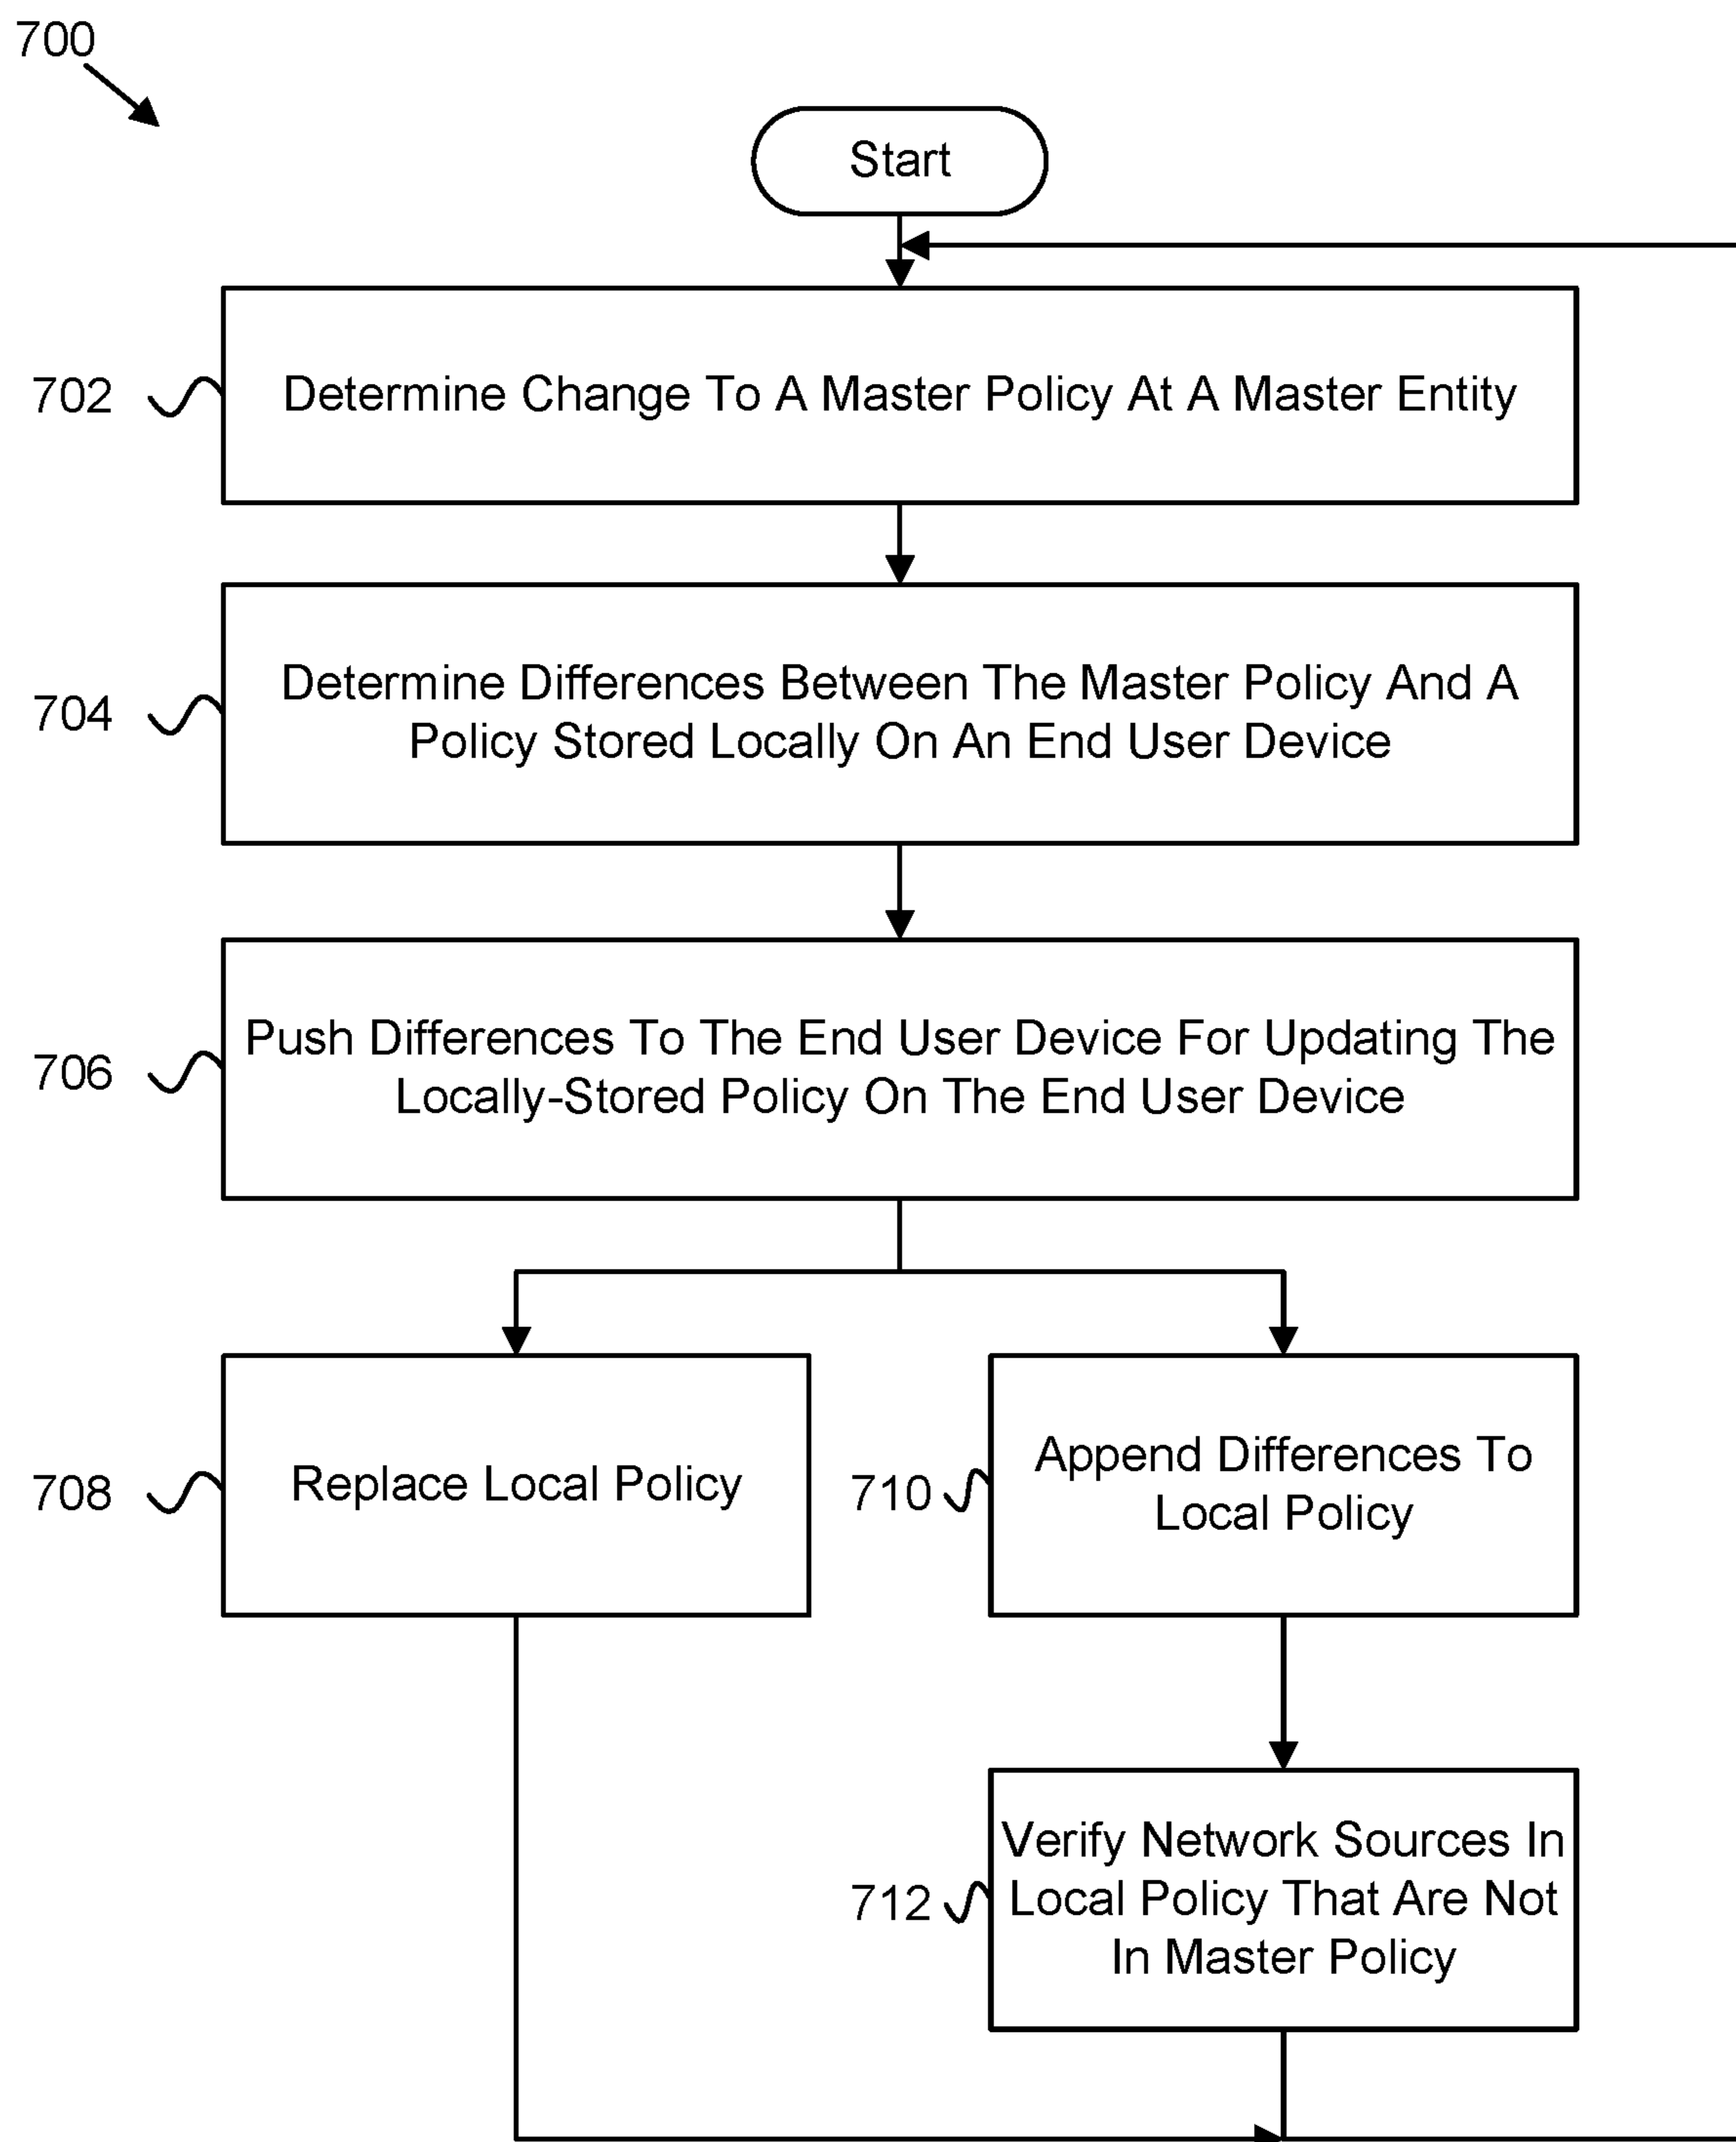 700
Start
702
Determine Change To A Master Policy At A Master Entity
704
Determine Differences Between The Master Policy And A
Policy Stored Locally On An End User Device
706
Push Differences To The End User Device For Updating The
Locally-Stored Policy On The End User Device
708
Replace Local Policy
710
Append Differences To
Local Policy
712
Verify Network Sources In
Local Policy That Are Not
In Master Policy